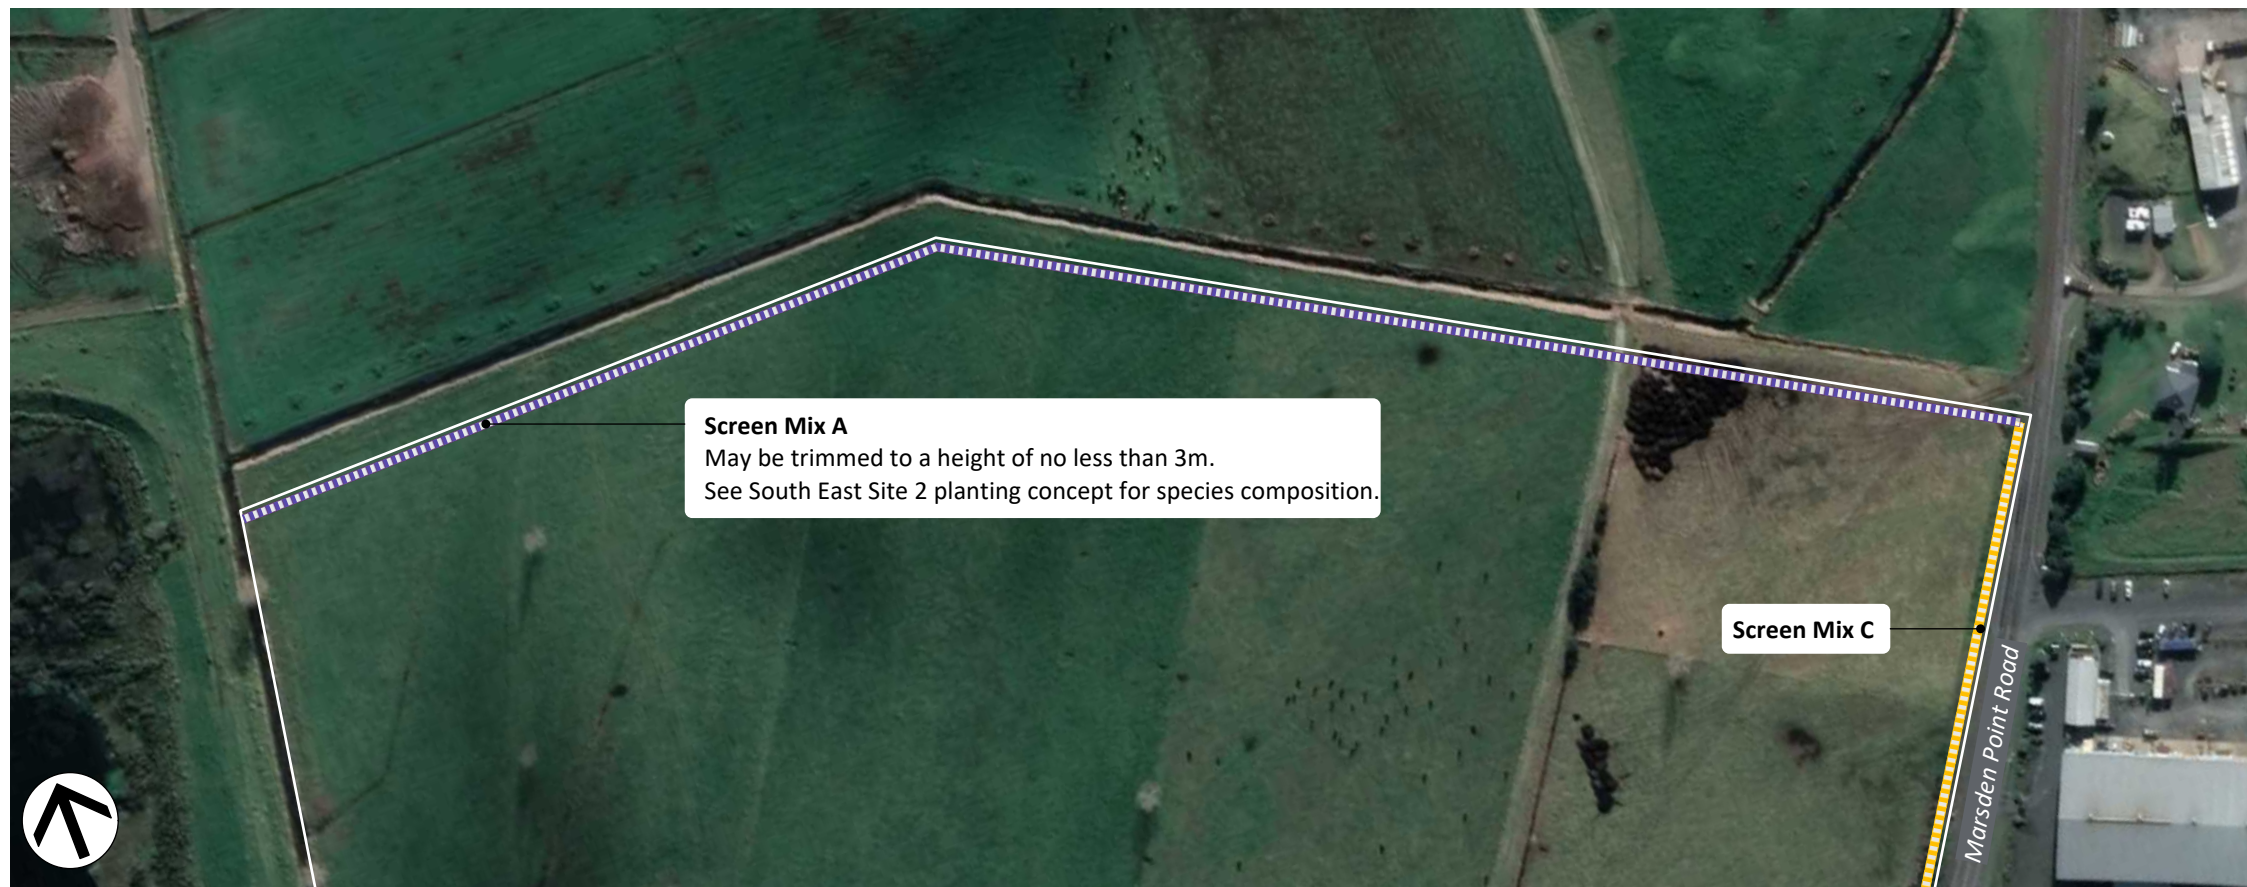 Screen Mix A
May be trimmed to a height of no less than 3m.
See South East Site 2 planting concept for species composition.
Screen Mix C
Marsden Point Road